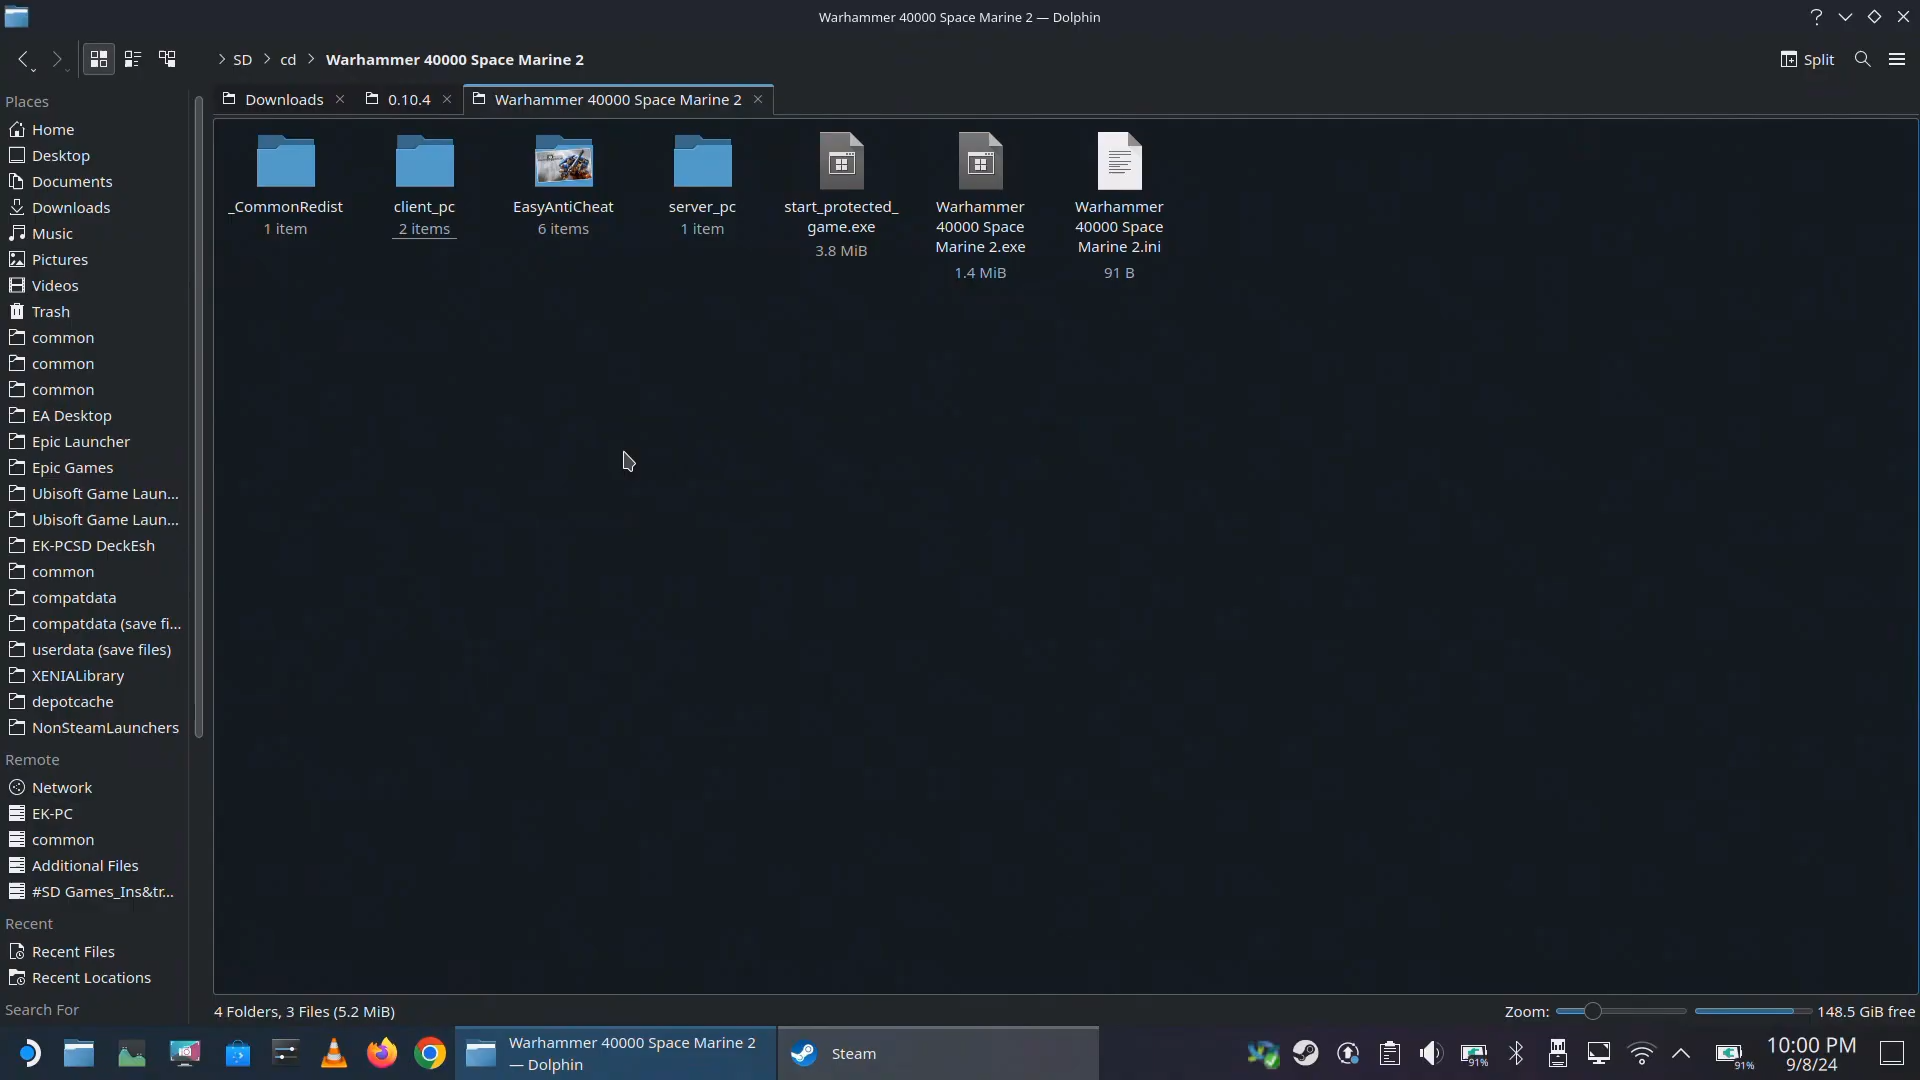 Warhammer 40000 Space Marine 2 — Dolphin
SD
cd
Warhammer 40000 Space Marine 2
Split
Places
Home
Desktop
Documents
Downloads
Music
Pictures
Videos
Trash
common
common
common
EA Desktop
Epic Launcher
Epic Games
Ubisoft Game Laun...
Ubisoft Game Laun...
EK-PCSD DeckEsh
common
compatdata
compatdata (save fi...
userdata (save files)
XENIALibrary
depotcache
NonSteamLaunchers
Remote
Network
EK-PC
common
Additional Files
#SD Games_Ins&tr...
Recent
Recent Files
Recent Locations
Search For
Downloads
0.10.4
Warhammer 40000 Space Marine 2
_CommonRedist
1 item
client_pc
2 items
EasyAntiCheat
6 items
server_pc
1 item
start_protected_
game.exe
3.8 MiB
Warhammer
40000 Space
Marine 2.exe
1.4 MiB
Warhammer
40000 Space
Marine 2.ini
91 B
4 Folders, 3 Files (5.2 MiB)
Zoom:
148.5 GiB free
Warhammer 40000 Space Marine 2
— Dolphin
Steam
91%
91%
10:00 PM
9/8/24